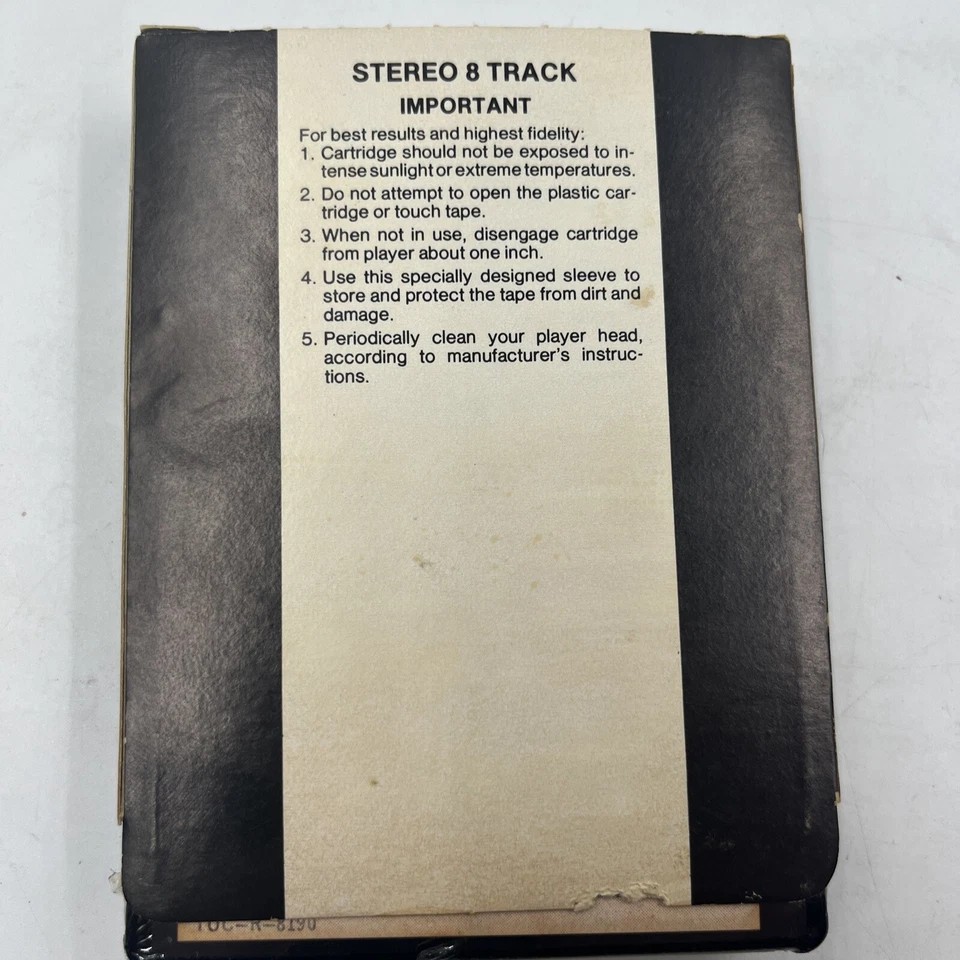 STEREO 8 TRACK
IMPORTANT
For best results and highest fidelity:
1. Cartridge should not be exposed to in-
tense sunlight or extreme temperatures.
2. Do not attempt to open the plastic car-
tridge or touch tape.
3. When not in use, disengage cartridge
from player about one inch.
4. Use this specially designed sleeve to
store and protect the tape from dirt and
damage.
5. Periodically clean your player head,
according to manufacturer's instruc-
tions.
TOC-R-8190